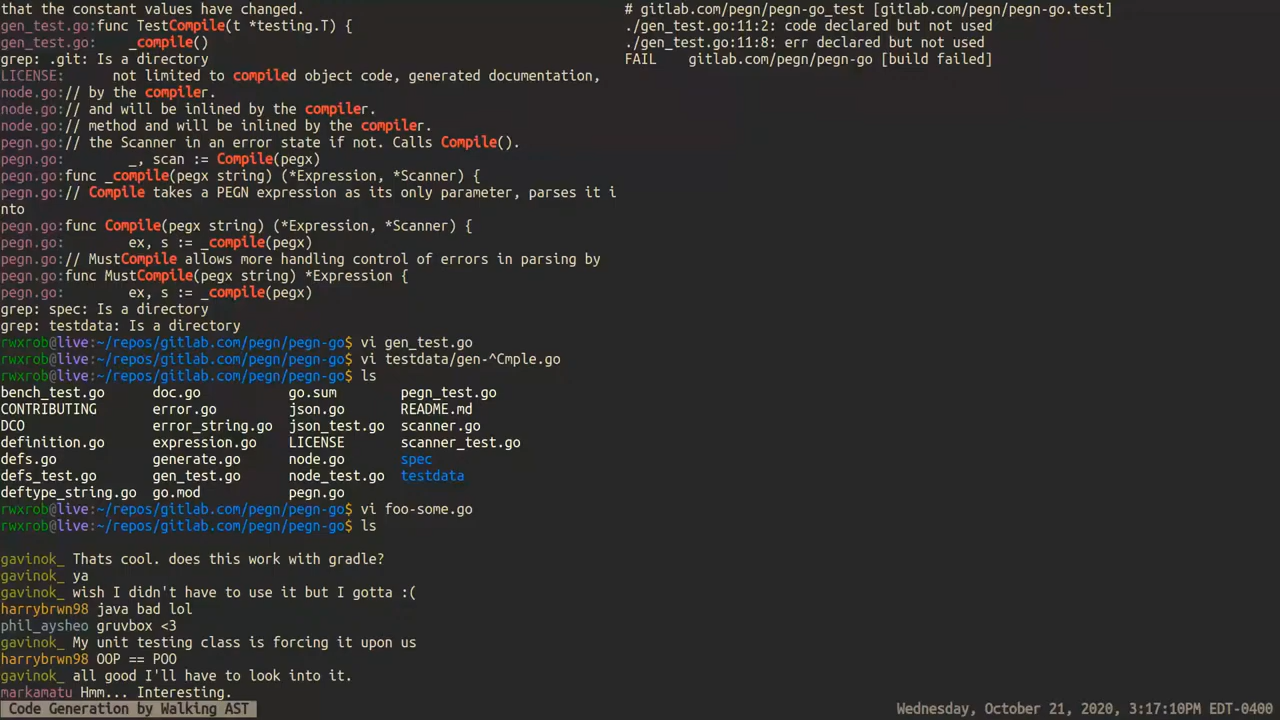 that the constant values have changed.
gen_test.go:func TestCompile(t *testing.T) {
gen_test.go:    _compile()
grep: .git: Is a directory
LICENSE:      not limited to compiled object code, generated documentation,
node.go:// by the compiler.
node.go:// and will be inlined by the compiler.
node.go:// method and will be inlined by the compiler.
pegn.go:// the Scanner in an error state if not. Calls Compile().
pegn.go:        _, scan := Compile(pegx)
pegn.go:func _compile(pegx string) (*Expression, *Scanner) {
pegn.go:// Compile takes a PEGN expression as its only parameter, parses it i
nto
pegn.go:func Compile(pegx string) (*Expression, *Scanner) {
pegn.go:        ex, s := _compile(pegx)
pegn.go:// MustCompile allows more handling control of errors in parsing by
pegn.go:func MustCompile(pegx string) *Expression {
pegn.go:        ex, s := _compile(pegx)
grep: spec: Is a directory
grep: testdata: Is a directory
rwxrob@live:~/repos/gitlab.com/pegn/pegn-go$ vi gen_test.go
rwxrob@live:~/repos/gitlab.com/pegn/pegn-go$ vi testdata/gen-^Cmple.go
rwxrob@live:~/repos/gitlab.com/pegn/pegn-go$ ls
bench_test.go      doc.go           go.sum        pegn_test.go
CONTRIBUTING       error.go         json.go       README.md
DCO                error_string.go  json_test.go  scanner.go
definition.go      expression.go    LICENSE       scanner_test.go
defs.go            generate.go      node.go       spec
defs_test.go       gen_test.go      node_test.go  testdata
deftype_string.go  go.mod           pegn.go
rwxrob@live:~/repos/gitlab.com/pegn/pegn-go$ vi foo-some.go
rwxrob@live:~/repos/gitlab.com/pegn/pegn-go$ ls
gavinok_ Thats cool. does this work with gradle?
gavinok_ ya
gavinok_ wish I didn't have to use it but I gotta :(
harrybrwn98 java bad lol
phil_aysheo gruvbox <3
gavinok_ My unit testing class is forcing it upon us
harrybrwn98 OOP == POO
gavinok_ all good I'll have to look into it.
markamatu Hmm... Interesting.
# gitlab.com/pegn/pegn-go_test [gitlab.com/pegn/pegn-go.test]
./gen_test.go:11:2: code declared but not used
./gen_test.go:11:8: err declared but not used
FAIL    gitlab.com/pegn/pegn-go [build failed]
Code Generation by Walking AST
Wednesday, October 21, 2020, 3:17:10PM EDT-0400